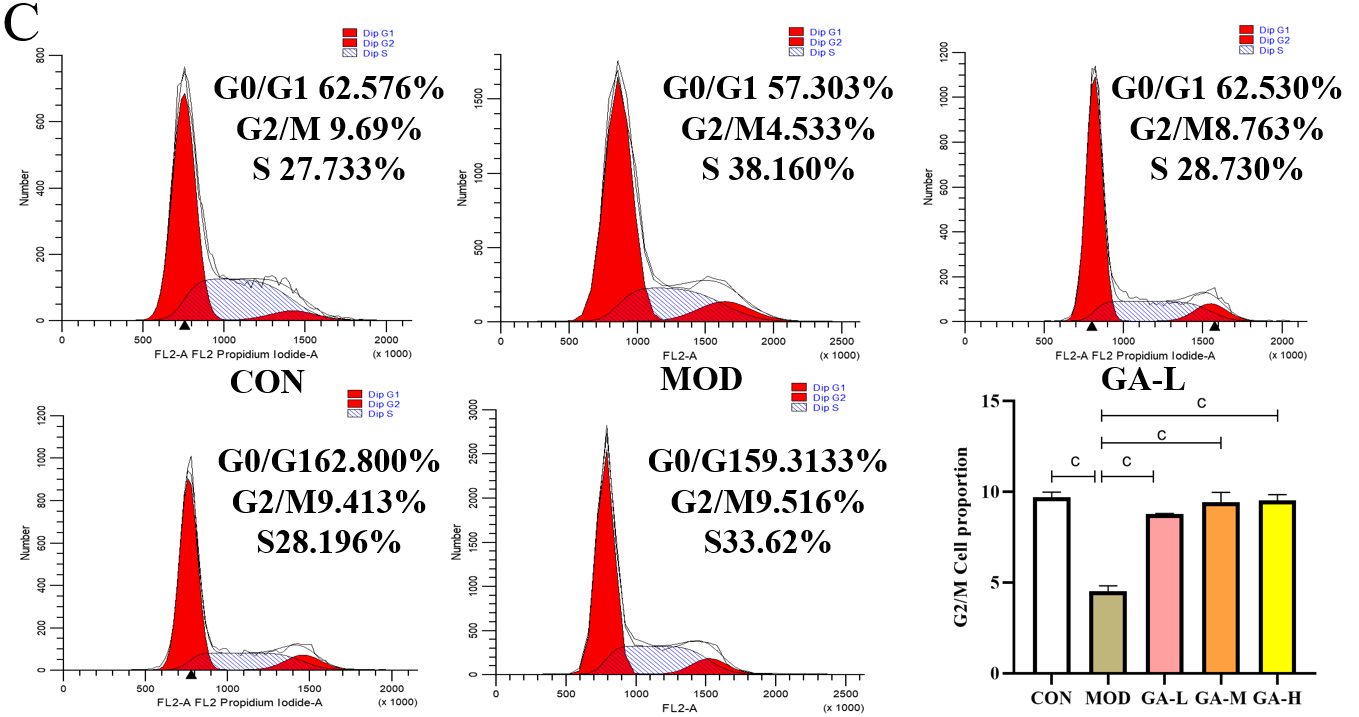 C
Dip G1
Dip G2
Dip S
G0/G1 62.576%
G2/M 9.69%
S 27.733%
Number
800
600
400
200
0
0 500 1000 1500 2000
FL2-A FL2 Propidium Iodide-A
(x 1000)
CON
Dip G1
Dip G2
Dip S
G0/G1 57.303%
G2/M4.533%
S 38.160%
Number
1500
1000
500
0
0 500 1000 1500 2000 2500
FL2-A
(x 1000)
MOD
Dip G1
Dip G2
Dip S
G0/G1 62.530%
G2/M8.763%
S 28.730%
Number
1200
1000
800
600
400
200
0
0 500 1000 1500 2000
FL2-A FL2 Propidium Iodide-A
(x 1000)
GA-L
Dip G1
Dip G2
Dip S
G0/G162.800%
G2/M9.413%
S28.196%
Number
1200
1000
800
600
400
200
0
0 500 1000 1500 2000
FL2-A FL2 Propidium Iodide-A
(x 1000)
Dip G1
Dip G2
Dip S
G0/G159.3133%
G2/M9.516%
S33.62%
Number
3000
2500
2000
1500
1000
500
0
0 500 1000 1500 2000 2500
FL2-A
(x 1000)
G2/M Cell proportion
15
10
5
0
C
C
C C
CON MOD GA-L GA-M GA-H